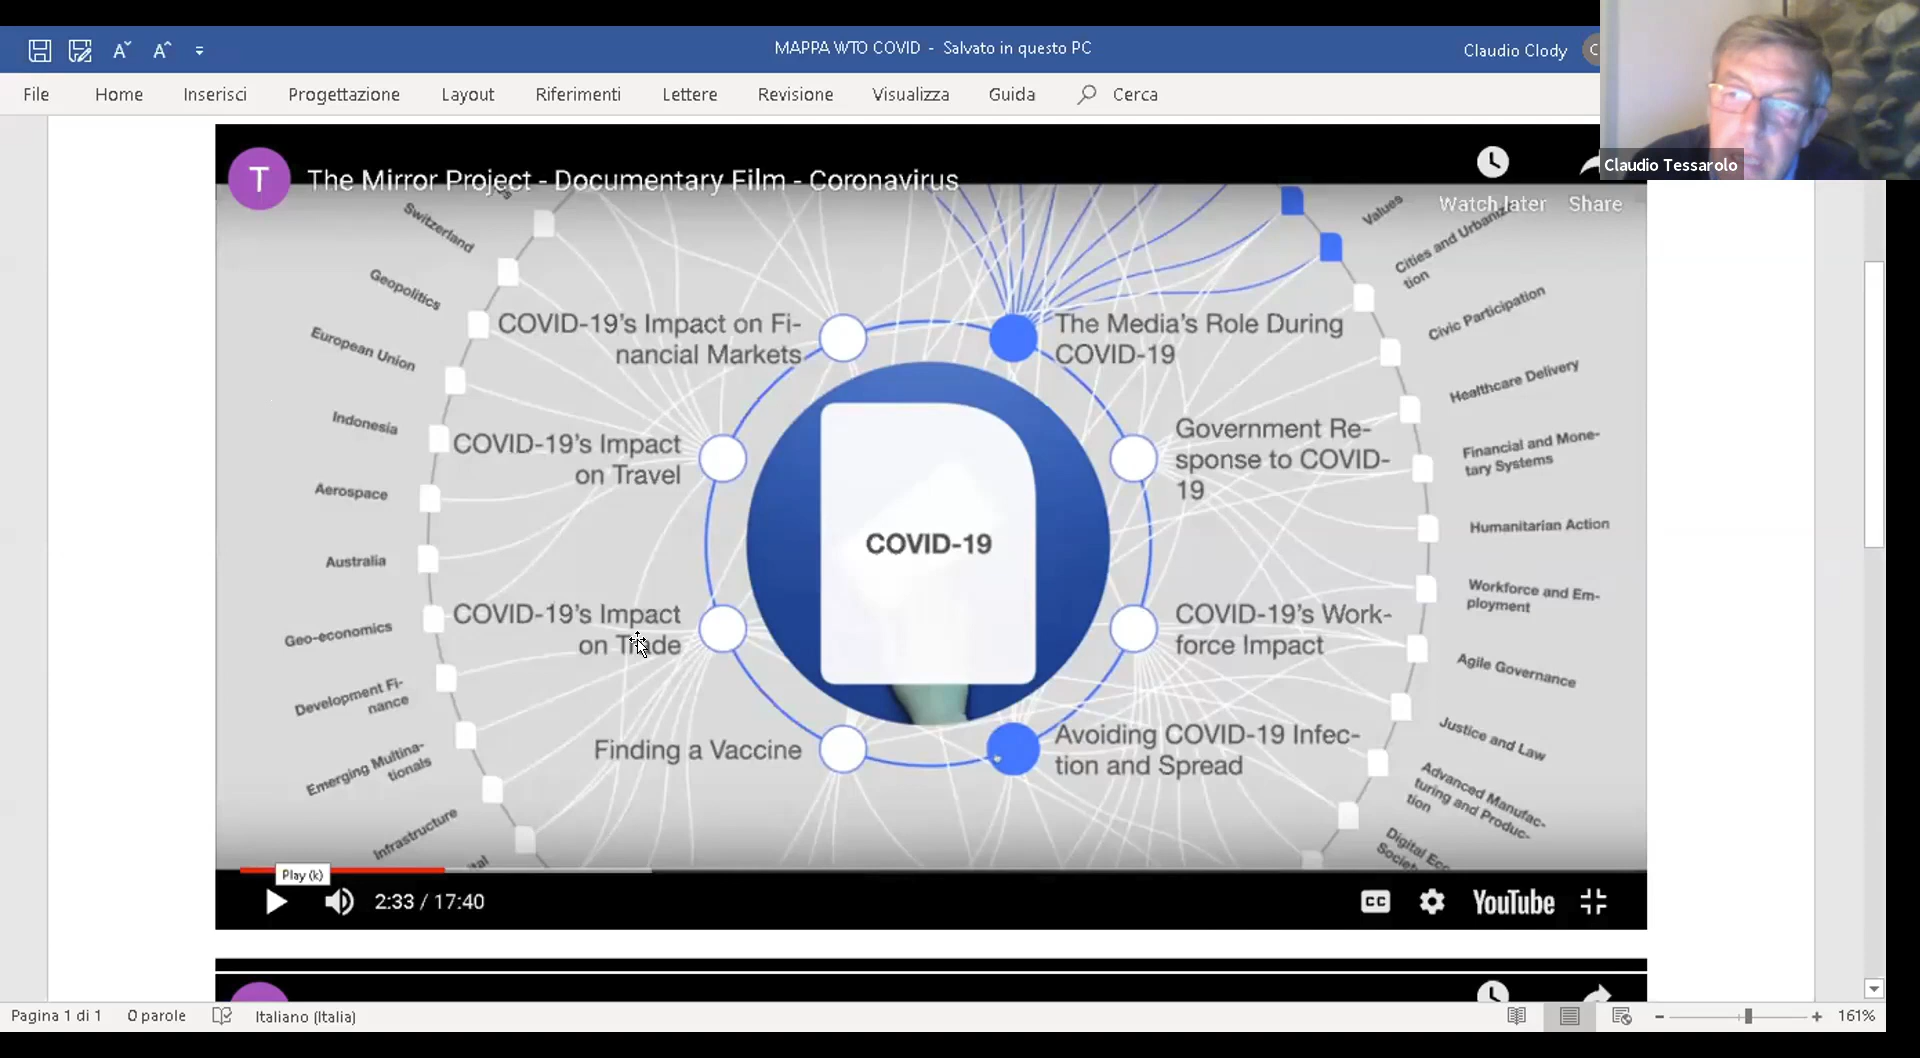 MAPPA WTO COVID - Salvato in questo PC
Claudio Clody
C
File Home Inserisci Progettazione Layout Riferimenti Lettere Revisione Visualizza Guida Cerca
Claudio Tessarolo
T
The Mirror Project - Documentary Film - Coronavirus
Watch later Share
Switzerland
Geopolitics
European Union
Indonesia
Aerospace
Australia
Geo-economics
Development Fi-
nance
Emerging Multina-
tionals
Infrastructure
COVID-19's Impact on Fi-
nancial Markets
COVID-19's Impact
on Travel
COVID-19's Impact
on Trade
Finding a Vaccine
COVID-19
The Media's Role During
COVID-19
Government Re-
sponse to COVID-
19
COVID-19's Work-
force Impact
Avoiding COVID-19 Infec-
tion and Spread
Values
Cities and Urbaniz
tion
Civic Participation
Healthcare Delivery
Financial and Mone-
tary Systems
Humanitarian Action
Workforce and Em-
ployment
Agile Governance
Justice and Law
Advanced Manufac-
turing and Produc-
tion
Digital Ec
Societ
Play (k)
2:33 / 17:40
CC
YouTube
Pagina 1 di 1 0 parole Italiano (Italia)
161%